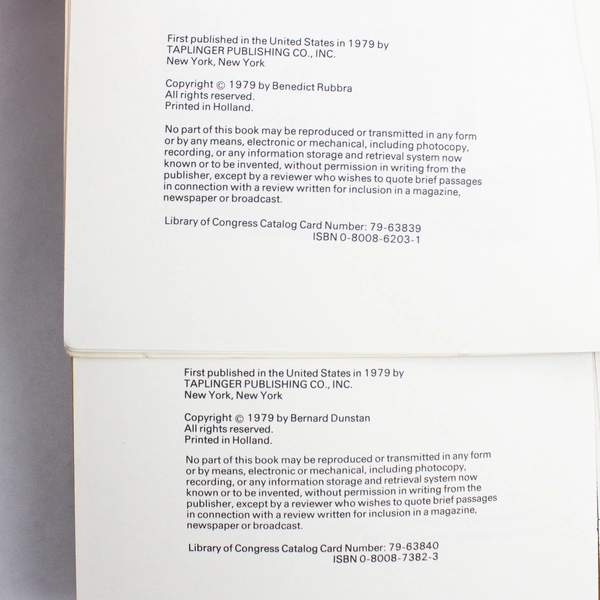 First published in the United States in 1979 by
TAPLINGER PUBLISHING CO., INC.
New York, New York
Copyright © 1979 by Benedict Rubbra
All rights reserved.
Printed in Holland.
No part of this book may be reproduced or transmitted in any form
or by any means, electronic or mechanical, including photocopy,
recording, or any information storage and retrieval system now
known or to be invented, without permission in writing from the
publisher, except by a reviewer who wishes to quote brief passages
in connection with a review written for inclusion in a magazine,
newspaper or broadcast.
Library of Congress Catalog Card Number: 79-63839
ISBN 0-8008-6203-1
First published in the United States in 1979 by
TAPLINGER PUBLISHING CO., INC.
New York, New York
Copyright © 1979 by Bernard Dunstan
All rights reserved.
Printed in Holland.
No part of this book may be reproduced or transmitted in any form
or by means, electronic or mechanical, including photocopy,
recording, or any information storage and retrieval system now
known or to be invented, without permission in writing from the
publisher, except by a reviewer who wishes to quote brief passages
in connection with a review written for inclusion in a magazine,
newspaper or broadcast.
Library of Congress Catalog Card Number: 79-63840
ISBN 0-8008-7382-3